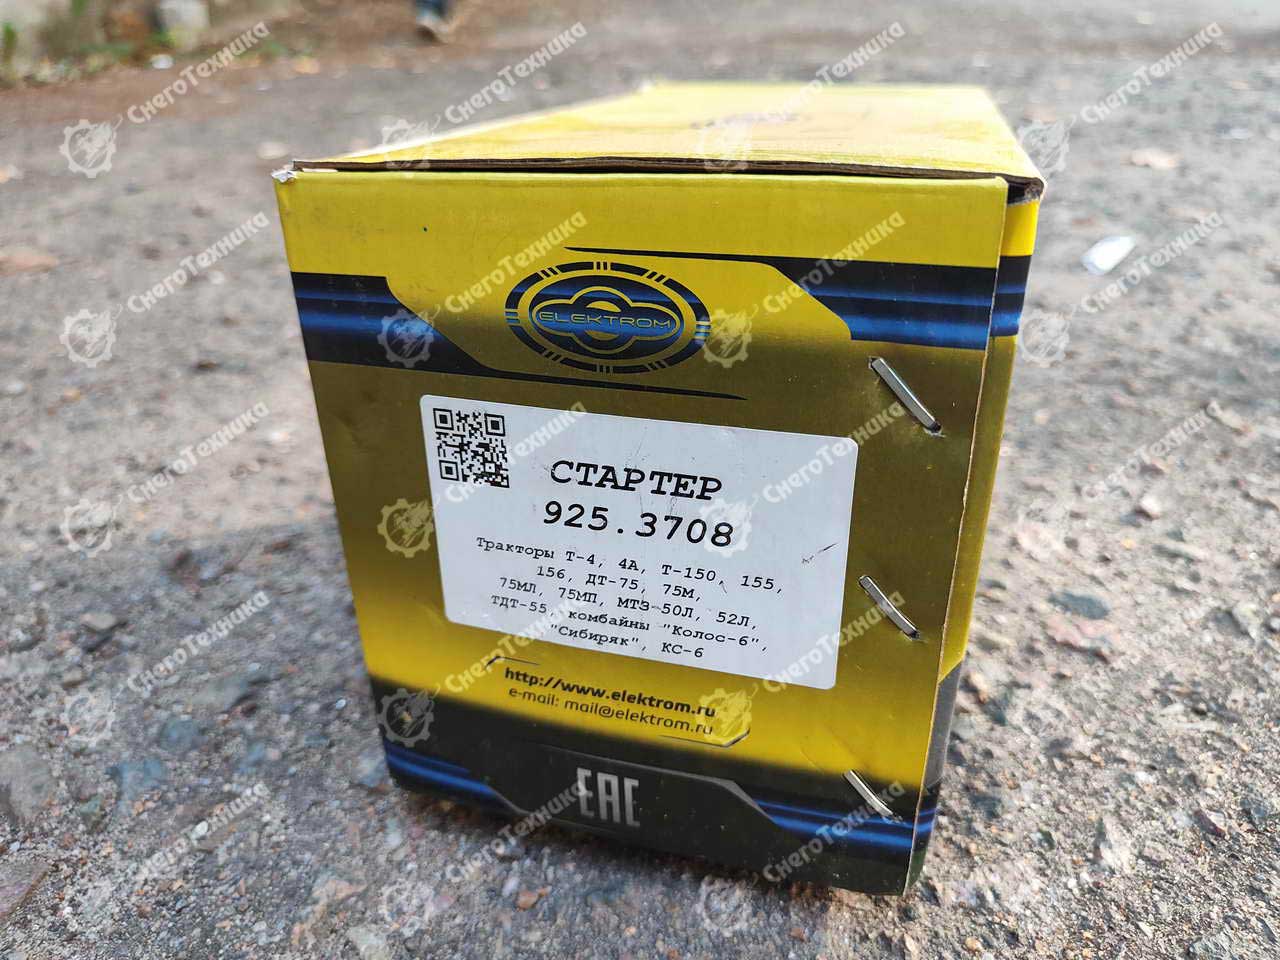 ELEKTROM
СТАРТЕР
925.3708
Тракторы Т-4, 4А, Т-150, 155,
156, ДТ-75, 75М,
75МЛ, 75МП, МТЗ-50Л, 52Л,
ТДТ-55, комбайны "Колос-6",
"Сибиряк", КС-6
http://www.elektrom.ru
e-mail: mail@elektrom.ru
EAC
СнегоТехника